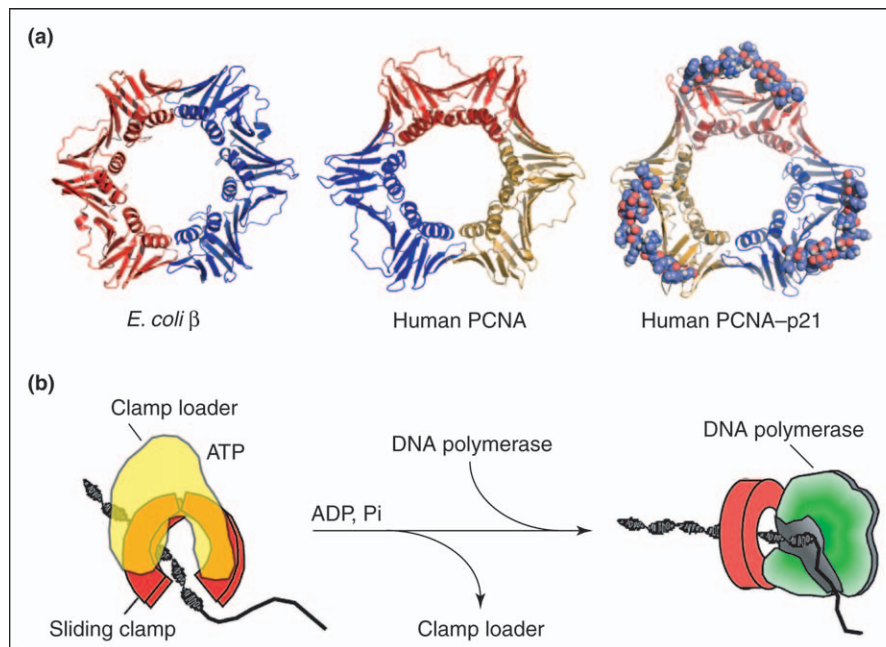 (a)
E. coli β
Human PCNA
Human PCNA–p21
(b)
Clamp loader
ATP
Sliding clamp
ADP, Pi
DNA polymerase
Clamp loader
DNA polymerase